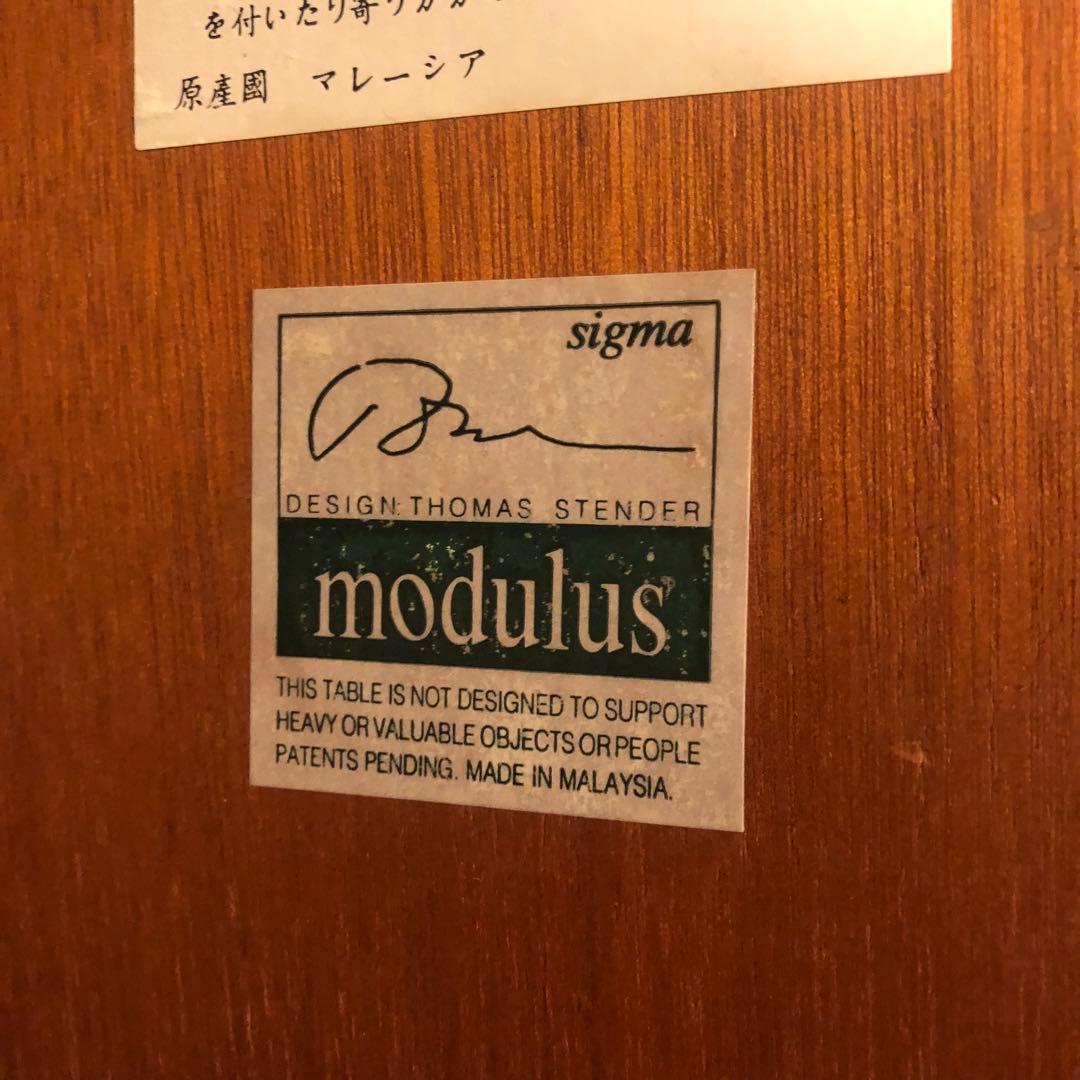 を付いたり寄りかか
原産國 マレーシア
sigma
DESIGN: THOMAS STENDER
modulus
THIS TABLE IS NOT DESIGNED TO SUPPORT
HEAVY OR VALUABLE OBJECTS OR PEOPLE
PATENTS PENDING. MADE IN MALAYSIA.